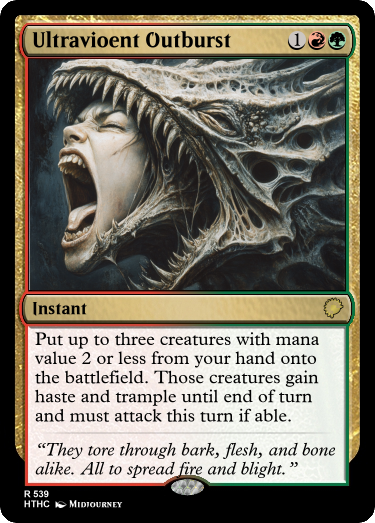 Ultravioent Outburst 1
Instant
Put up to three creatures with mana
value 2 or less from your hand onto
the battlefield. Those creatures gain
haste and trample until end of turn
and must attack this turn if able.
“They tore through bark, flesh, and bone
alike. All to spread fire and blight.”
R 539
HTHC Midjourney